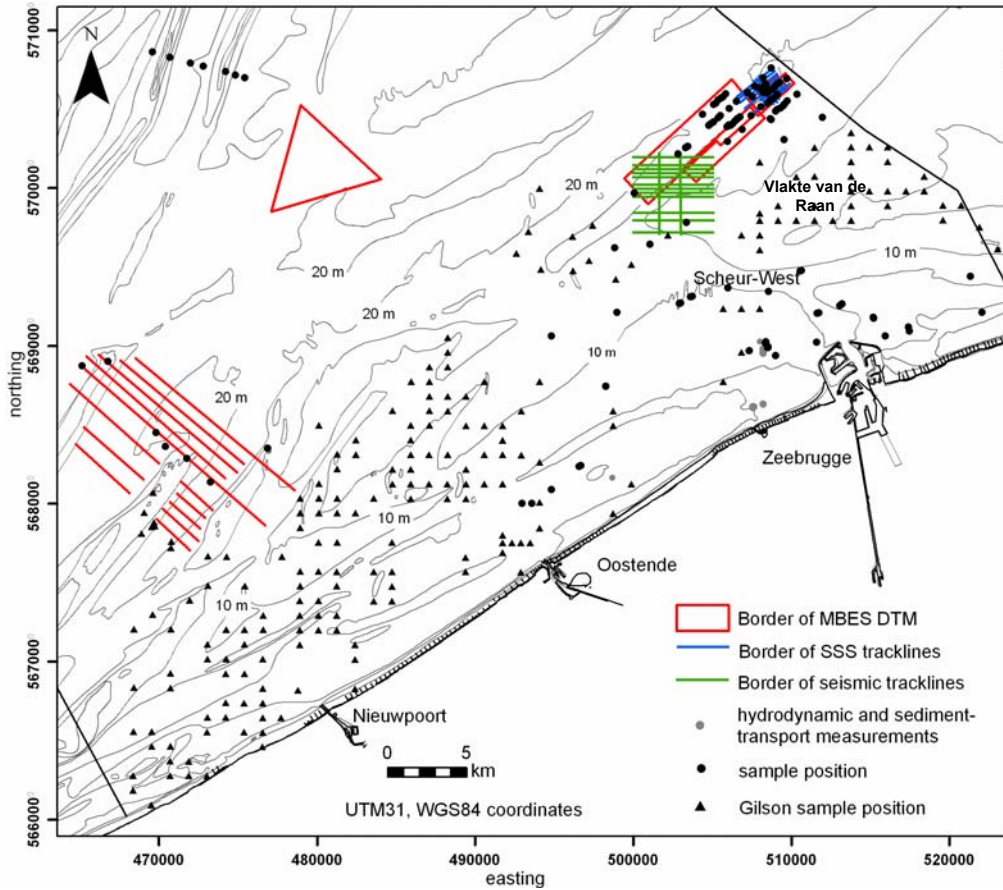 N
571000
570000
569000
568000
567000
566000
northing
20 m
20 m
20 m
20 m
10 m
10 m
10 m
10 m
Vlakte van de
Raan
Scheur-West
Zeebrugge
Oostende
Nieuwpoort
0 5
km
UTM31, WGS84 coordinates
Border of MBES DTM
Border of SSS tracklines
Border of seismic tracklines
hydrodynamic and sediment-
transport measurements
sample position
Gilson sample position
470000 480000 490000 500000 510000 520000
easting